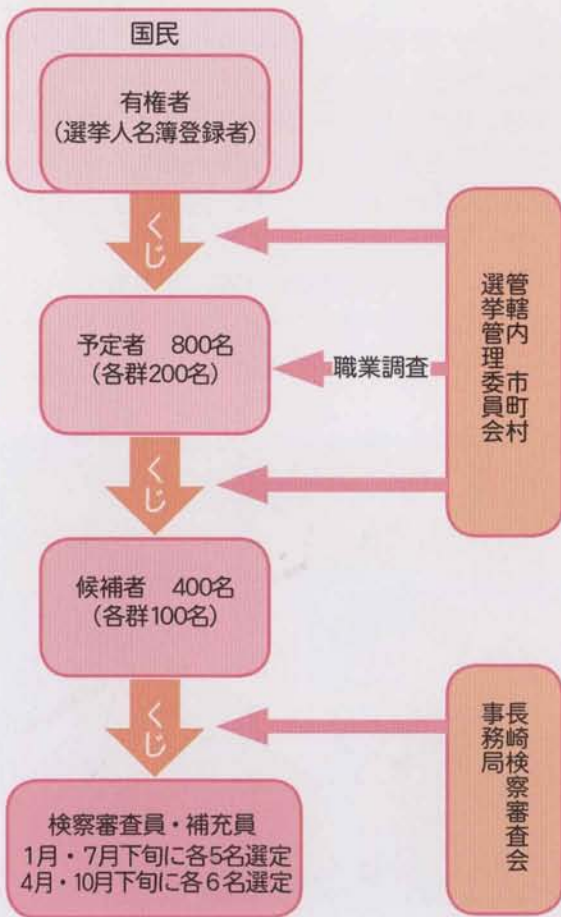 国民
有権者
(選挙人名簿登録者)
くじ
予定者 800名
(各群200名)
職業調査
管轄内 市町村
選挙管理委員会
くじ
候補者 400名
(各群100名)
くじ
長崎検察審査会
事務局
検察審査員・補充員
1月・7月下旬に各5名選定
4月・10月下旬に各6名選定